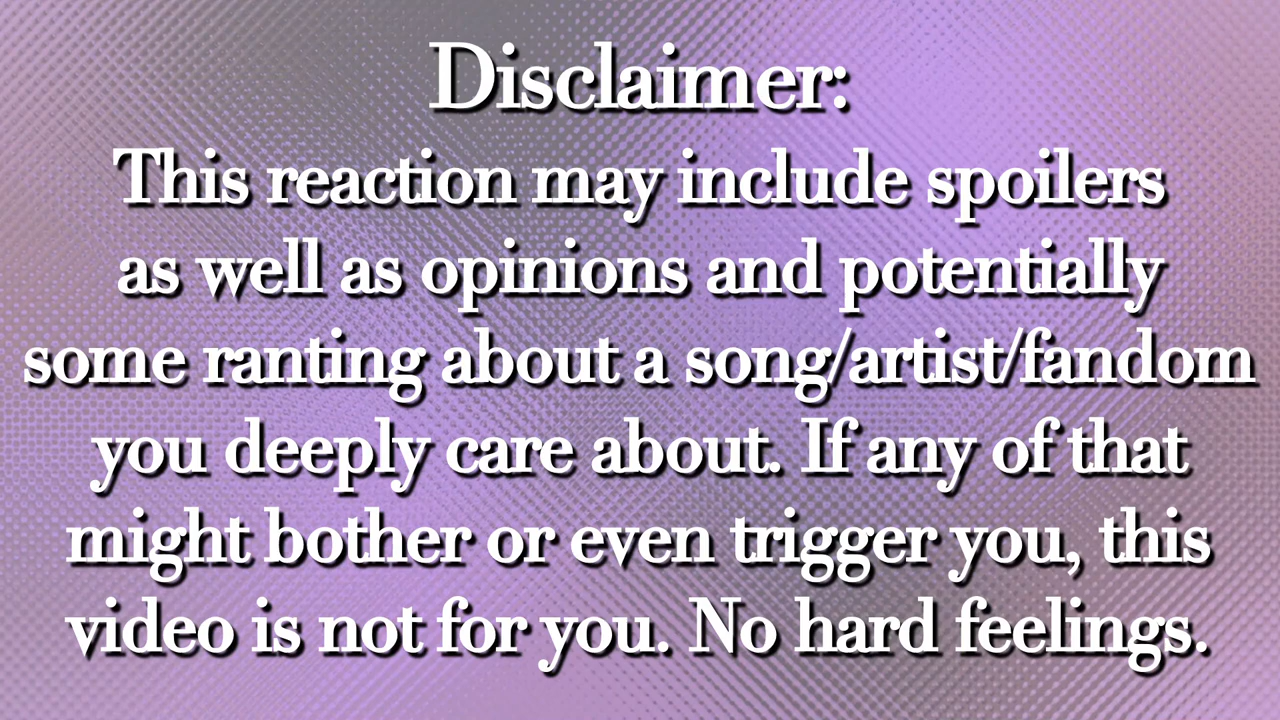 Disclaimer:
This reaction may include spoilers
as well as opinions and potentially
some ranting about a song/artist/fandom
you deeply care about. If any of that
might bother or even trigger you, this
video is not for you. No hard feelings.